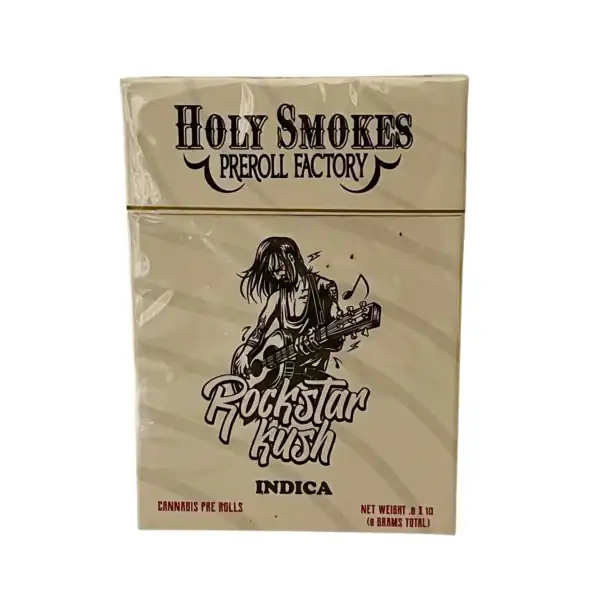 HOLY SMOKES
PREROLL FACTORY
Rockstar
Kush
INDICA
CANNABIS PRE ROLLS
NET WEIGHT .8 X 10
(8 GRAMS TOTAL)